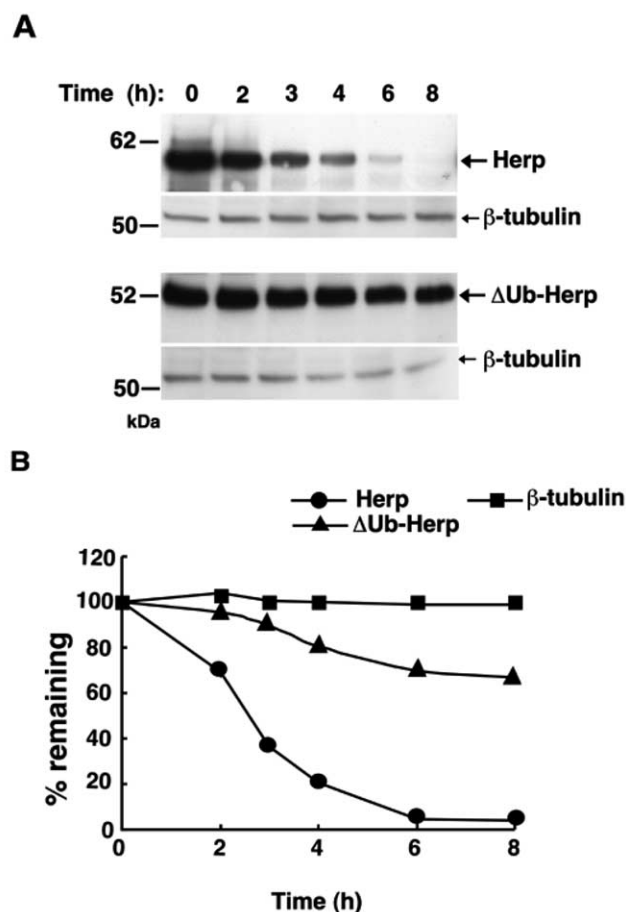 A
Time (h): 0 2 3 4 6 8
62
Herp
50
β-tubulin
52
ΔUb-Herp
β-tubulin
50
kDa
B
Herp
β-tubulin
ΔUb-Herp
120
100
80
60
40
20
0
% remaining
0 2 4 6 8
Time (h)